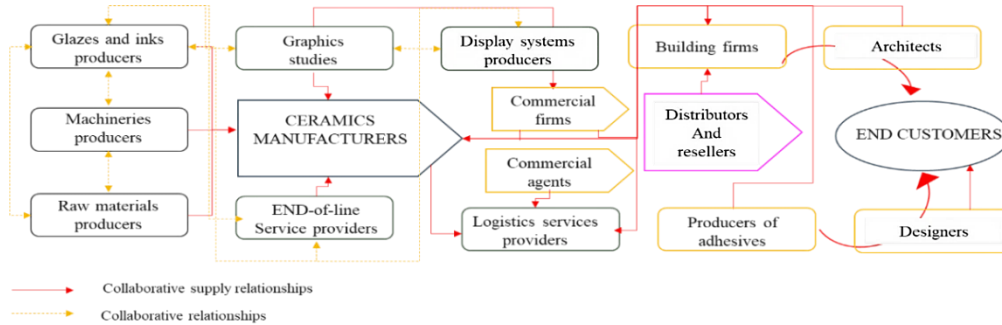 Glazes and inks
producers
Graphics
studies
Display systems
producers
Building firms
Architects
Machineries
producers
CERAMICS
MANUFACTURERS
Commercial
firms
Distributors
And
resellers
END CUSTOMERS
Commercial
agents
Raw materials
producers
END-of-line
Service providers
Logistics services
providers
Producers of
adhesives
Designers
Collaborative supply relationships
Collaborative relationships